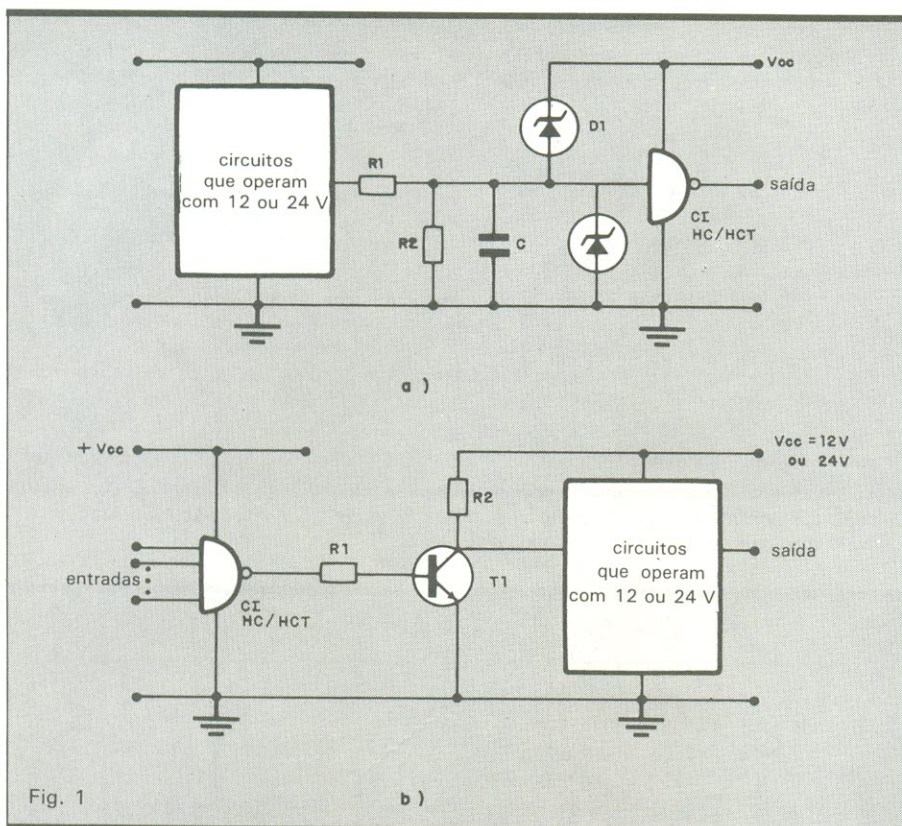 Vcc
D1
circuitos
que operam
com 12 ou 24 V
R1
R2
C
saída
CI
HC/HCT
a )
+ Vcc
Vcc = 12V
ou 24V
R2
entradas
R1
T1
circuitos
que operam
com 12 ou 24 V
saída
CI
HC/HCT
Fig. 1
b )